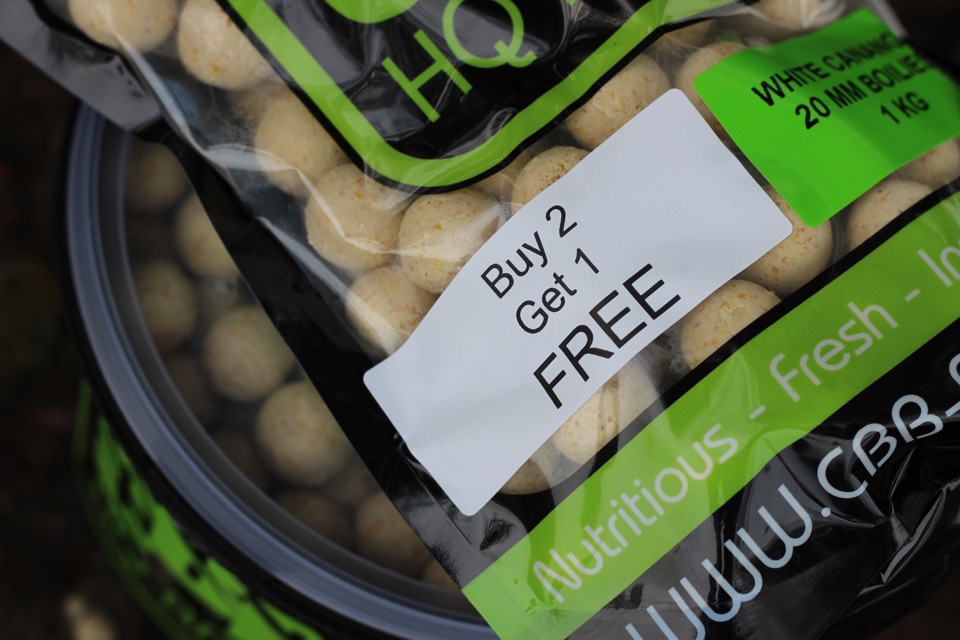 HQ
WHITE
20 MM BOILIES
1 KG
Buy 2
Get 1
FREE
Nutritious - Fresh -
www.CBB-